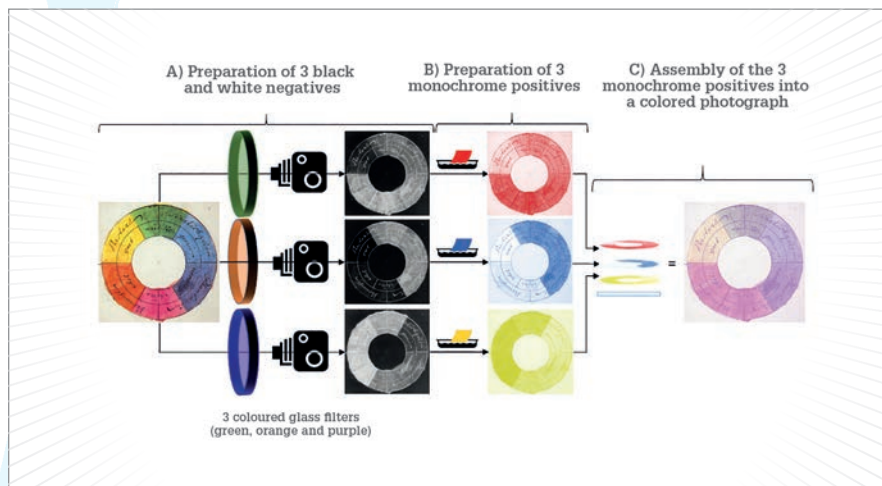 A) Preparation of 3 black
and white negatives
B) Preparation of 3
monochrome positives
C) Assembly of the 3
monochrome positives into
a colored photograph
=
3 coloured glass filters
(green, orange and purple)